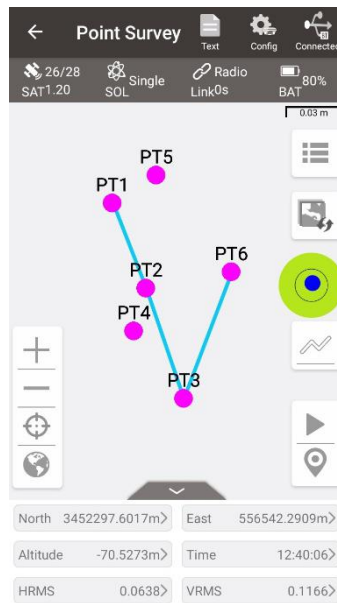 Point Survey
Text
Config
Connected
26/28
SAT1.20
Single
SOL
Radio
Link0s
80%
BAT
0.03 m
PT5
PT1
PT6
PT2
PT4
PT3
North 3452297.6017m>
East 556542.2909m>
Altitude -70.5273m>
Time 12:40:06>
HRMS 0.0638>
VRMS 0.1166>